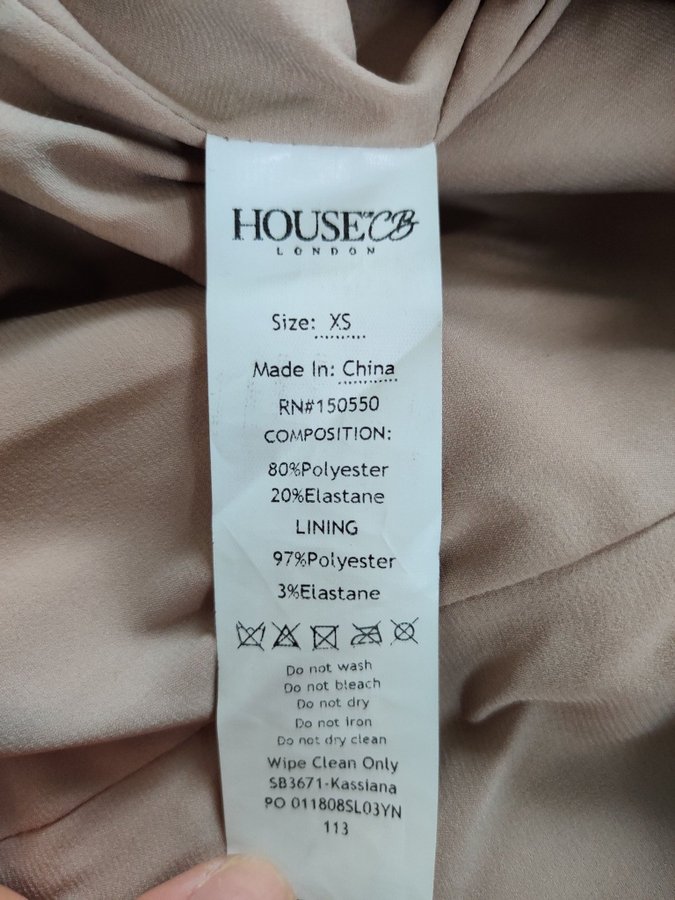 HOUSE OF CB
LONDON
Size: XS
Made In: China
RN#150550
COMPOSITION:
80%Polyester
20%Elastane
LINING
97%Polyester
3%Elastane
Do not wash
Do not bleach
Do not dry
Do not iron
Do not dry clean
Wipe Clean Only
SB3671-Kassiana
PO 011808SL03YN
113